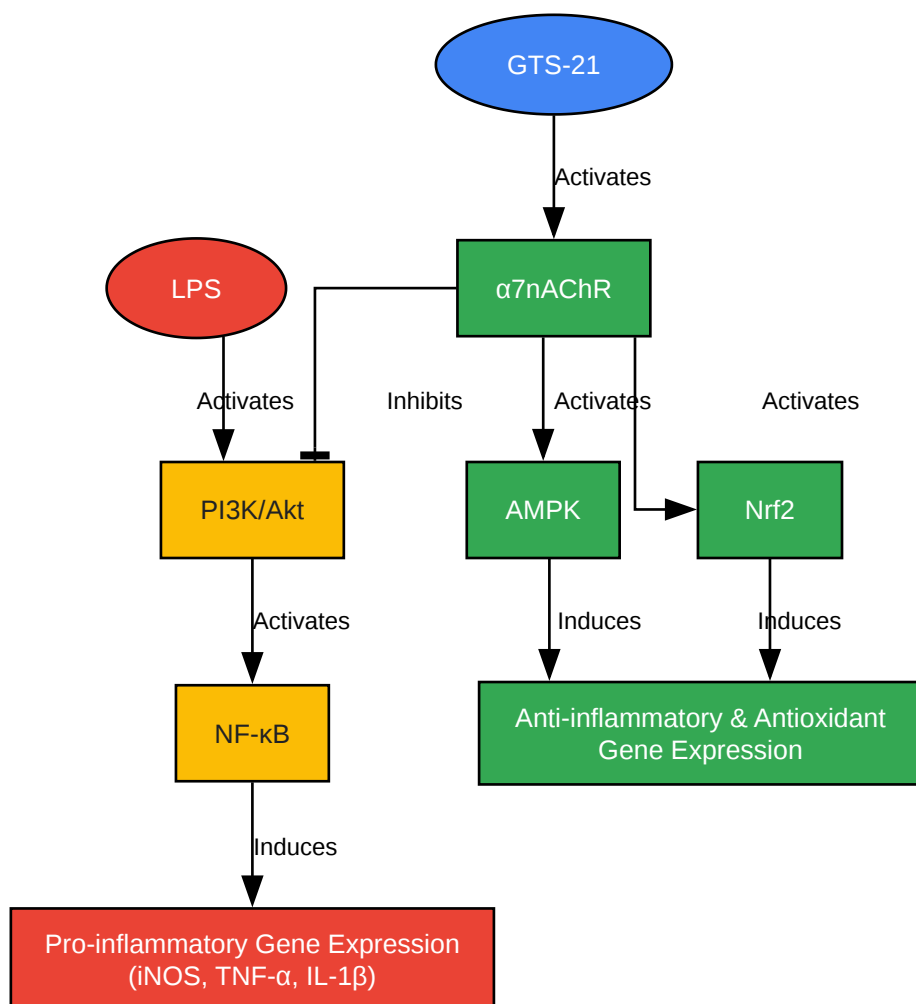 GTS-21
Activates
α7nAChR
LPS
Activates
Inhibits
Activates
Activates
PI3K/Akt
AMPK
Nrf2
Activates
Induces
Induces
NF-κB
Anti-inflammatory & Antioxidant
Gene Expression
Induces
Pro-inflammatory Gene Expression
(iNOS, TNF-α, IL-1β)